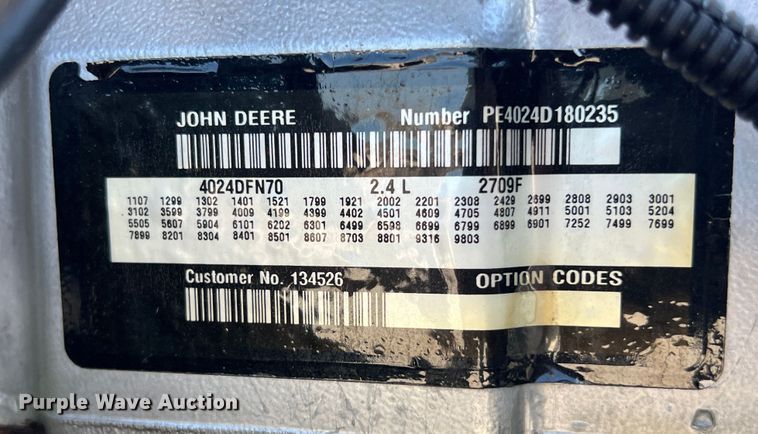 JOHN DEERE Number PE4024D180235
4024DFN70 2.4 L 2709F
1107 1299 1302 1401 1521 1799 1921 2002 2201 2308 2429 2699 2808 2903 3001
3102 3599 3799 4009 4199 4399 4402 4501 4609 4705 4807 4911 5001 5103 5204
5505 5607 5904 6101 6202 6301 6499 6598 6699 6799 6899 6901 7252 7499 7699
7899 8201 8304 8401 8501 8607 8703 8801 9316 9803
Customer No. 134526 OPTION CODES
Purple Wave Auction